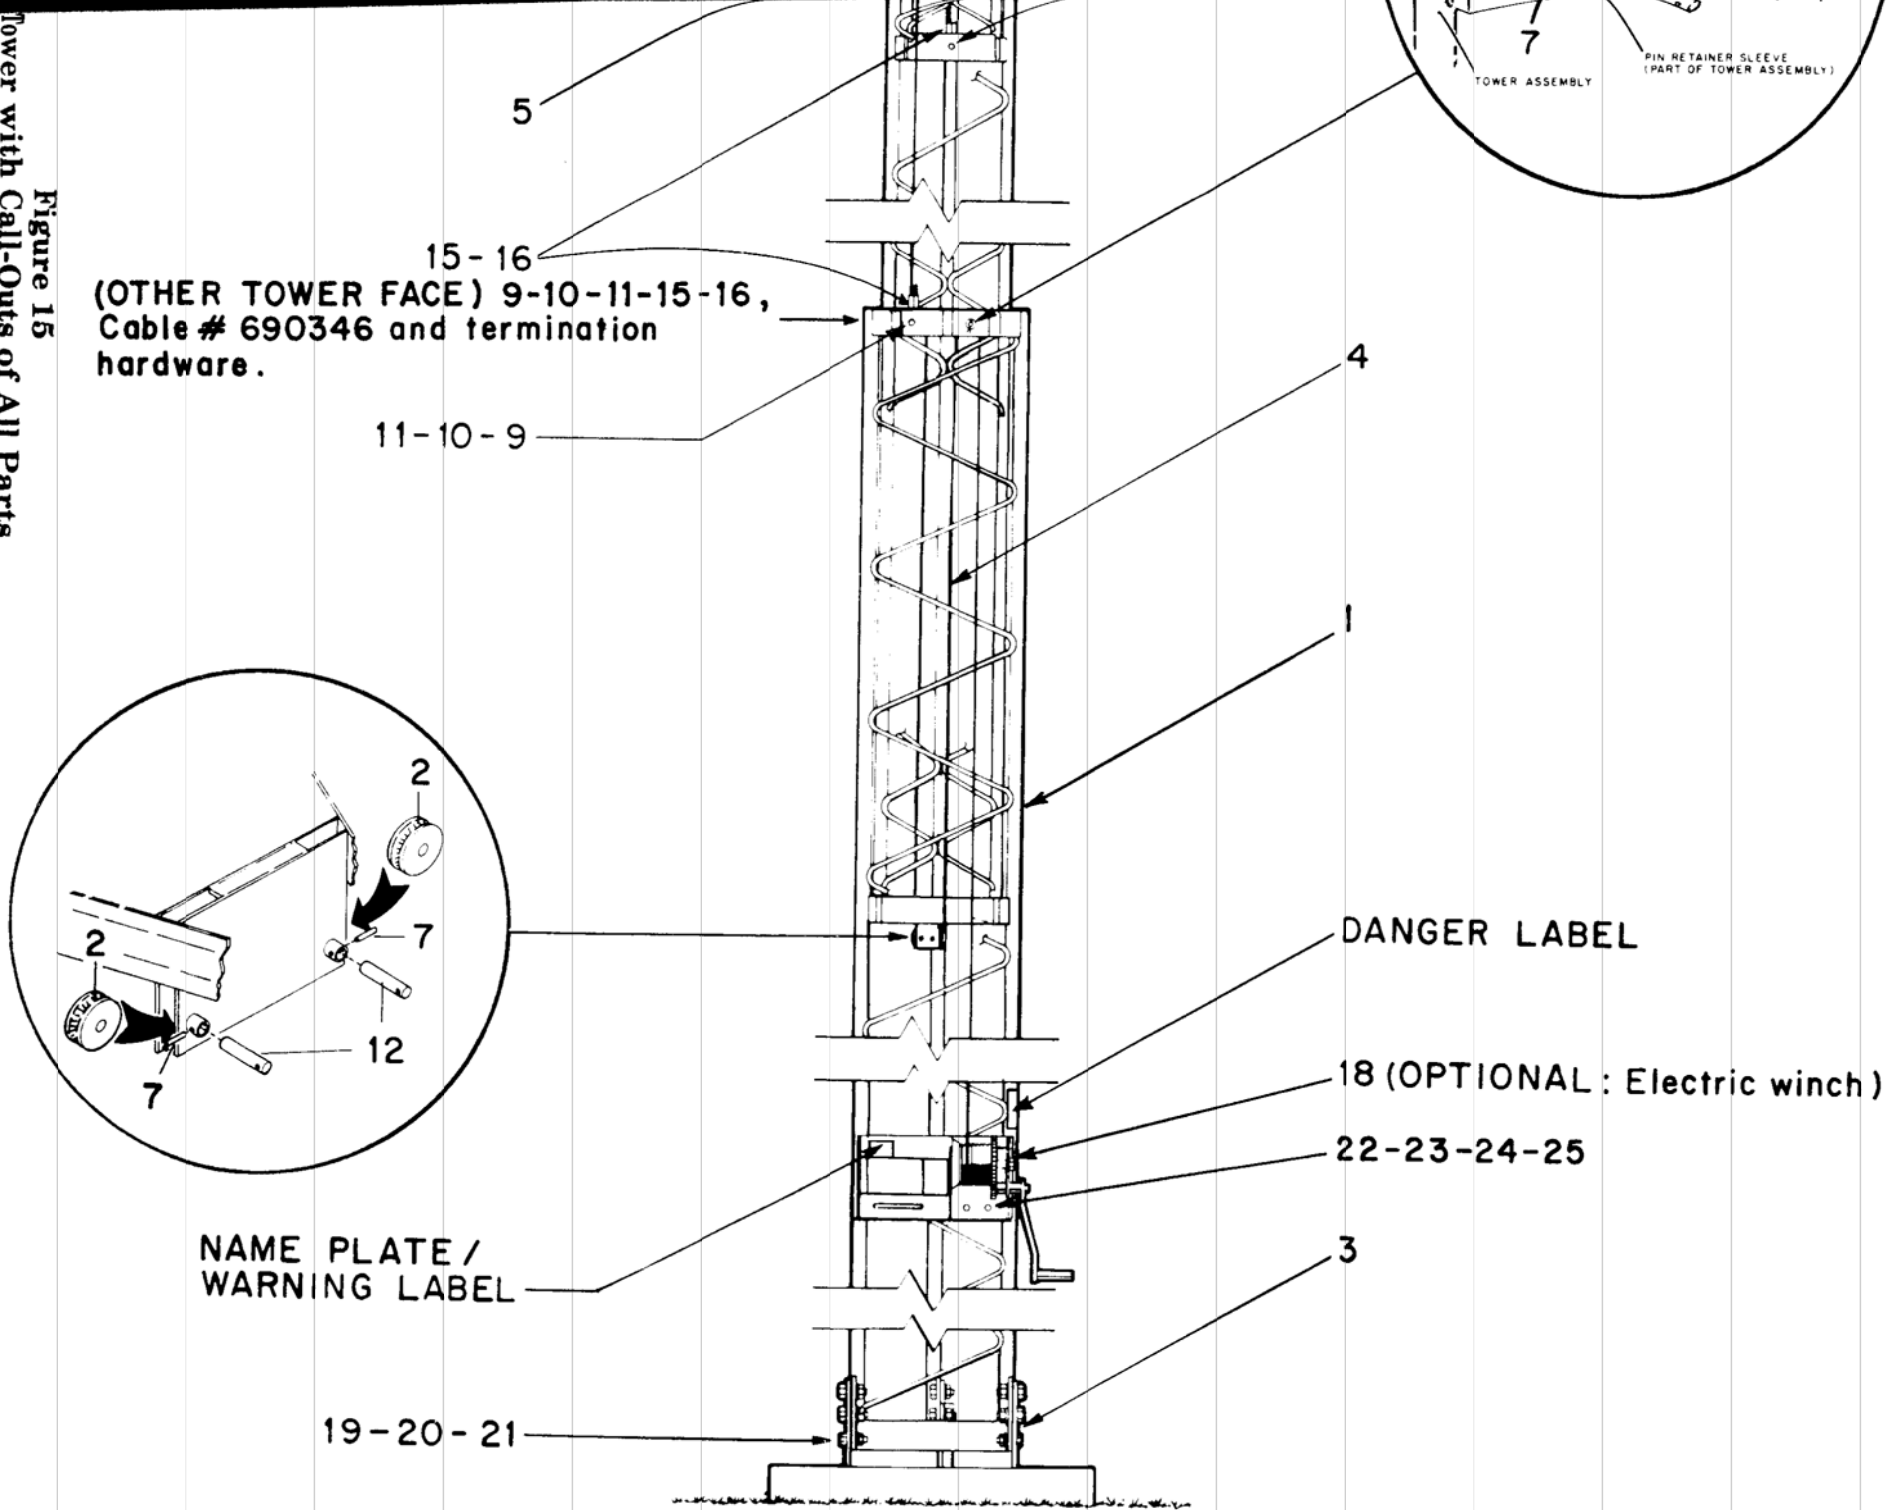 Figure 15
Tower with Call-Outs of All Parts
7
PIN RETAINER SLEEVE
(PART OF TOWER ASSEMBLY)
TOWER ASSEMBLY
5
15-16
(OTHER TOWER FACE) 9-10-11-15-16,
Cable # 690346 and termination
hardware.
11-10-9
4
1
2
7
2
12
7
DANGER LABEL
18 (OPTIONAL: Electric winch)
22-23-24-25
NAME PLATE/
WARNING LABEL
3
19-20-21